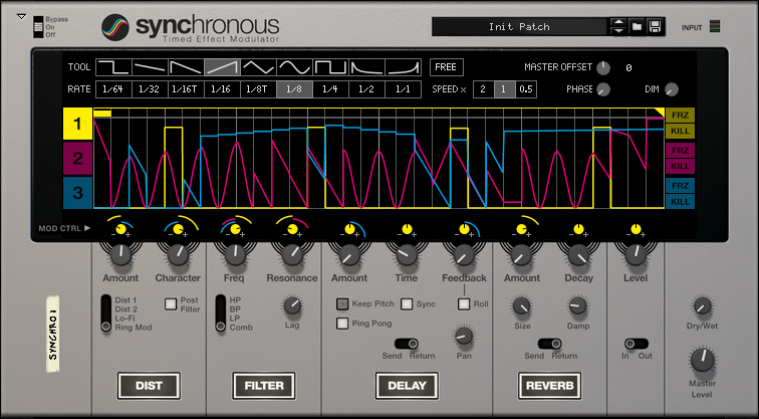 Bypass
On
Off
synchronous
Timed Effect Modulator
Init Patch
INPUT
TOOL
FREE
MASTER OFFSET
0
RATE
1/64
1/32
1/16T
1/16
1/8T
1/8
1/4
1/2
1/1
SPEED x
2
1
0.5
PHASE
DIM
1
2
3
FRZ
KILL
FRZ
KILL
FRZ
KILL
MOD CTRL
Amount
Character
Freq
Resonance
Amount
Time
Feedback
Amount
Decay
Level
Dist 1
Dist 2
Lo-Fi
Ring Mod
Post
Filter
HP
BP
LP
Comb
Lag
Keep Pitch
Sync
Roll
Ping Pong
Send
Return
Pan
Size
Damp
Send
Return
In
Out
Dry/Wet
Master
Level
SYNCHRO 1
DIST
FILTER
DELAY
REVERB